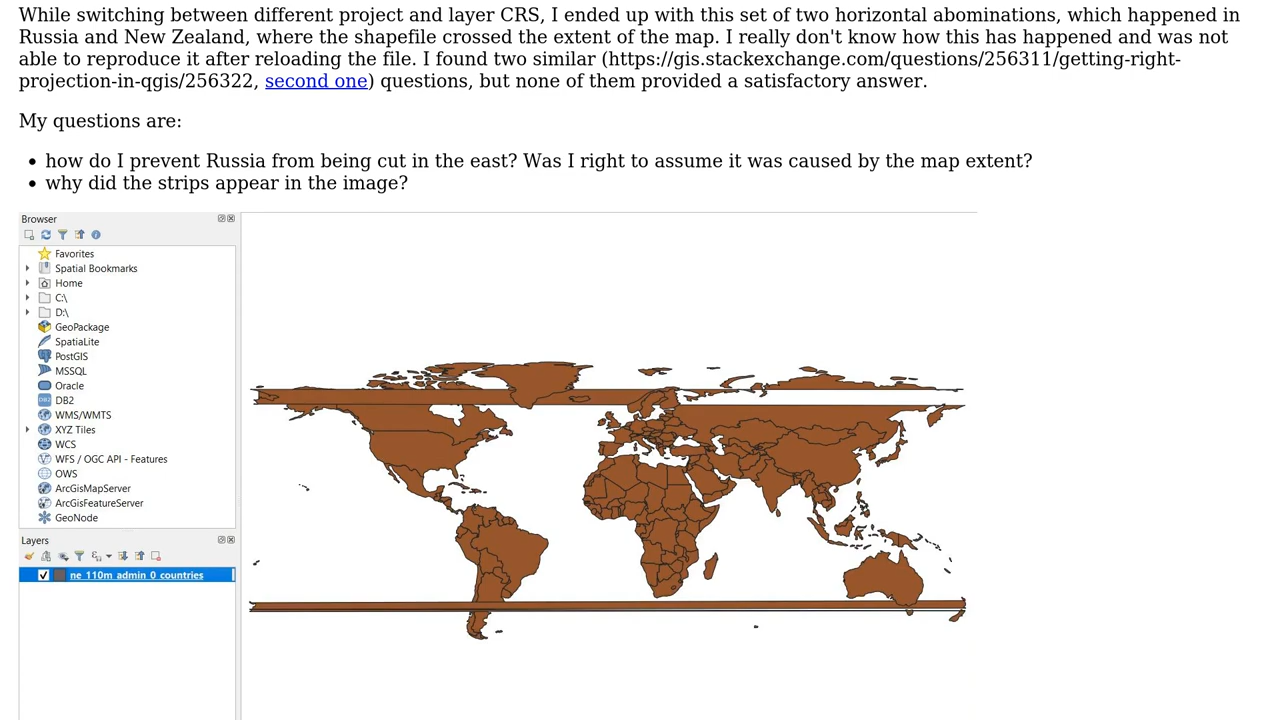 While switching between different project and layer CRS, I ended up with this set of two horizontal abominations, which happened in
Russia and New Zealand, where the shapefile crossed the extent of the map. I really don't know how this has happened and was not
able to reproduce it after reloading the file. I found two similar (https://gis.stackexchange.com/questions/256311/getting-right-
projection-in-qgis/256322, second one) questions, but none of them provided a satisfactory answer.
My questions are:
• how do I prevent Russia from being cut in the east? Was I right to assume it was caused by the map extent?
• why did the strips appear in the image?
Browser
Favorites
Spatial Bookmarks
Home
C:\
D:\
GeoPackage
SpatiaLite
PostGIS
MSSQL
Oracle
DB2
WMS/WMTS
XYZ Tiles
WCS
WFS / OGC API - Features
OWS
ArcGisMapServer
ArcGisFeatureServer
GeoNode
Layers
ne_110m_admin_0_countries